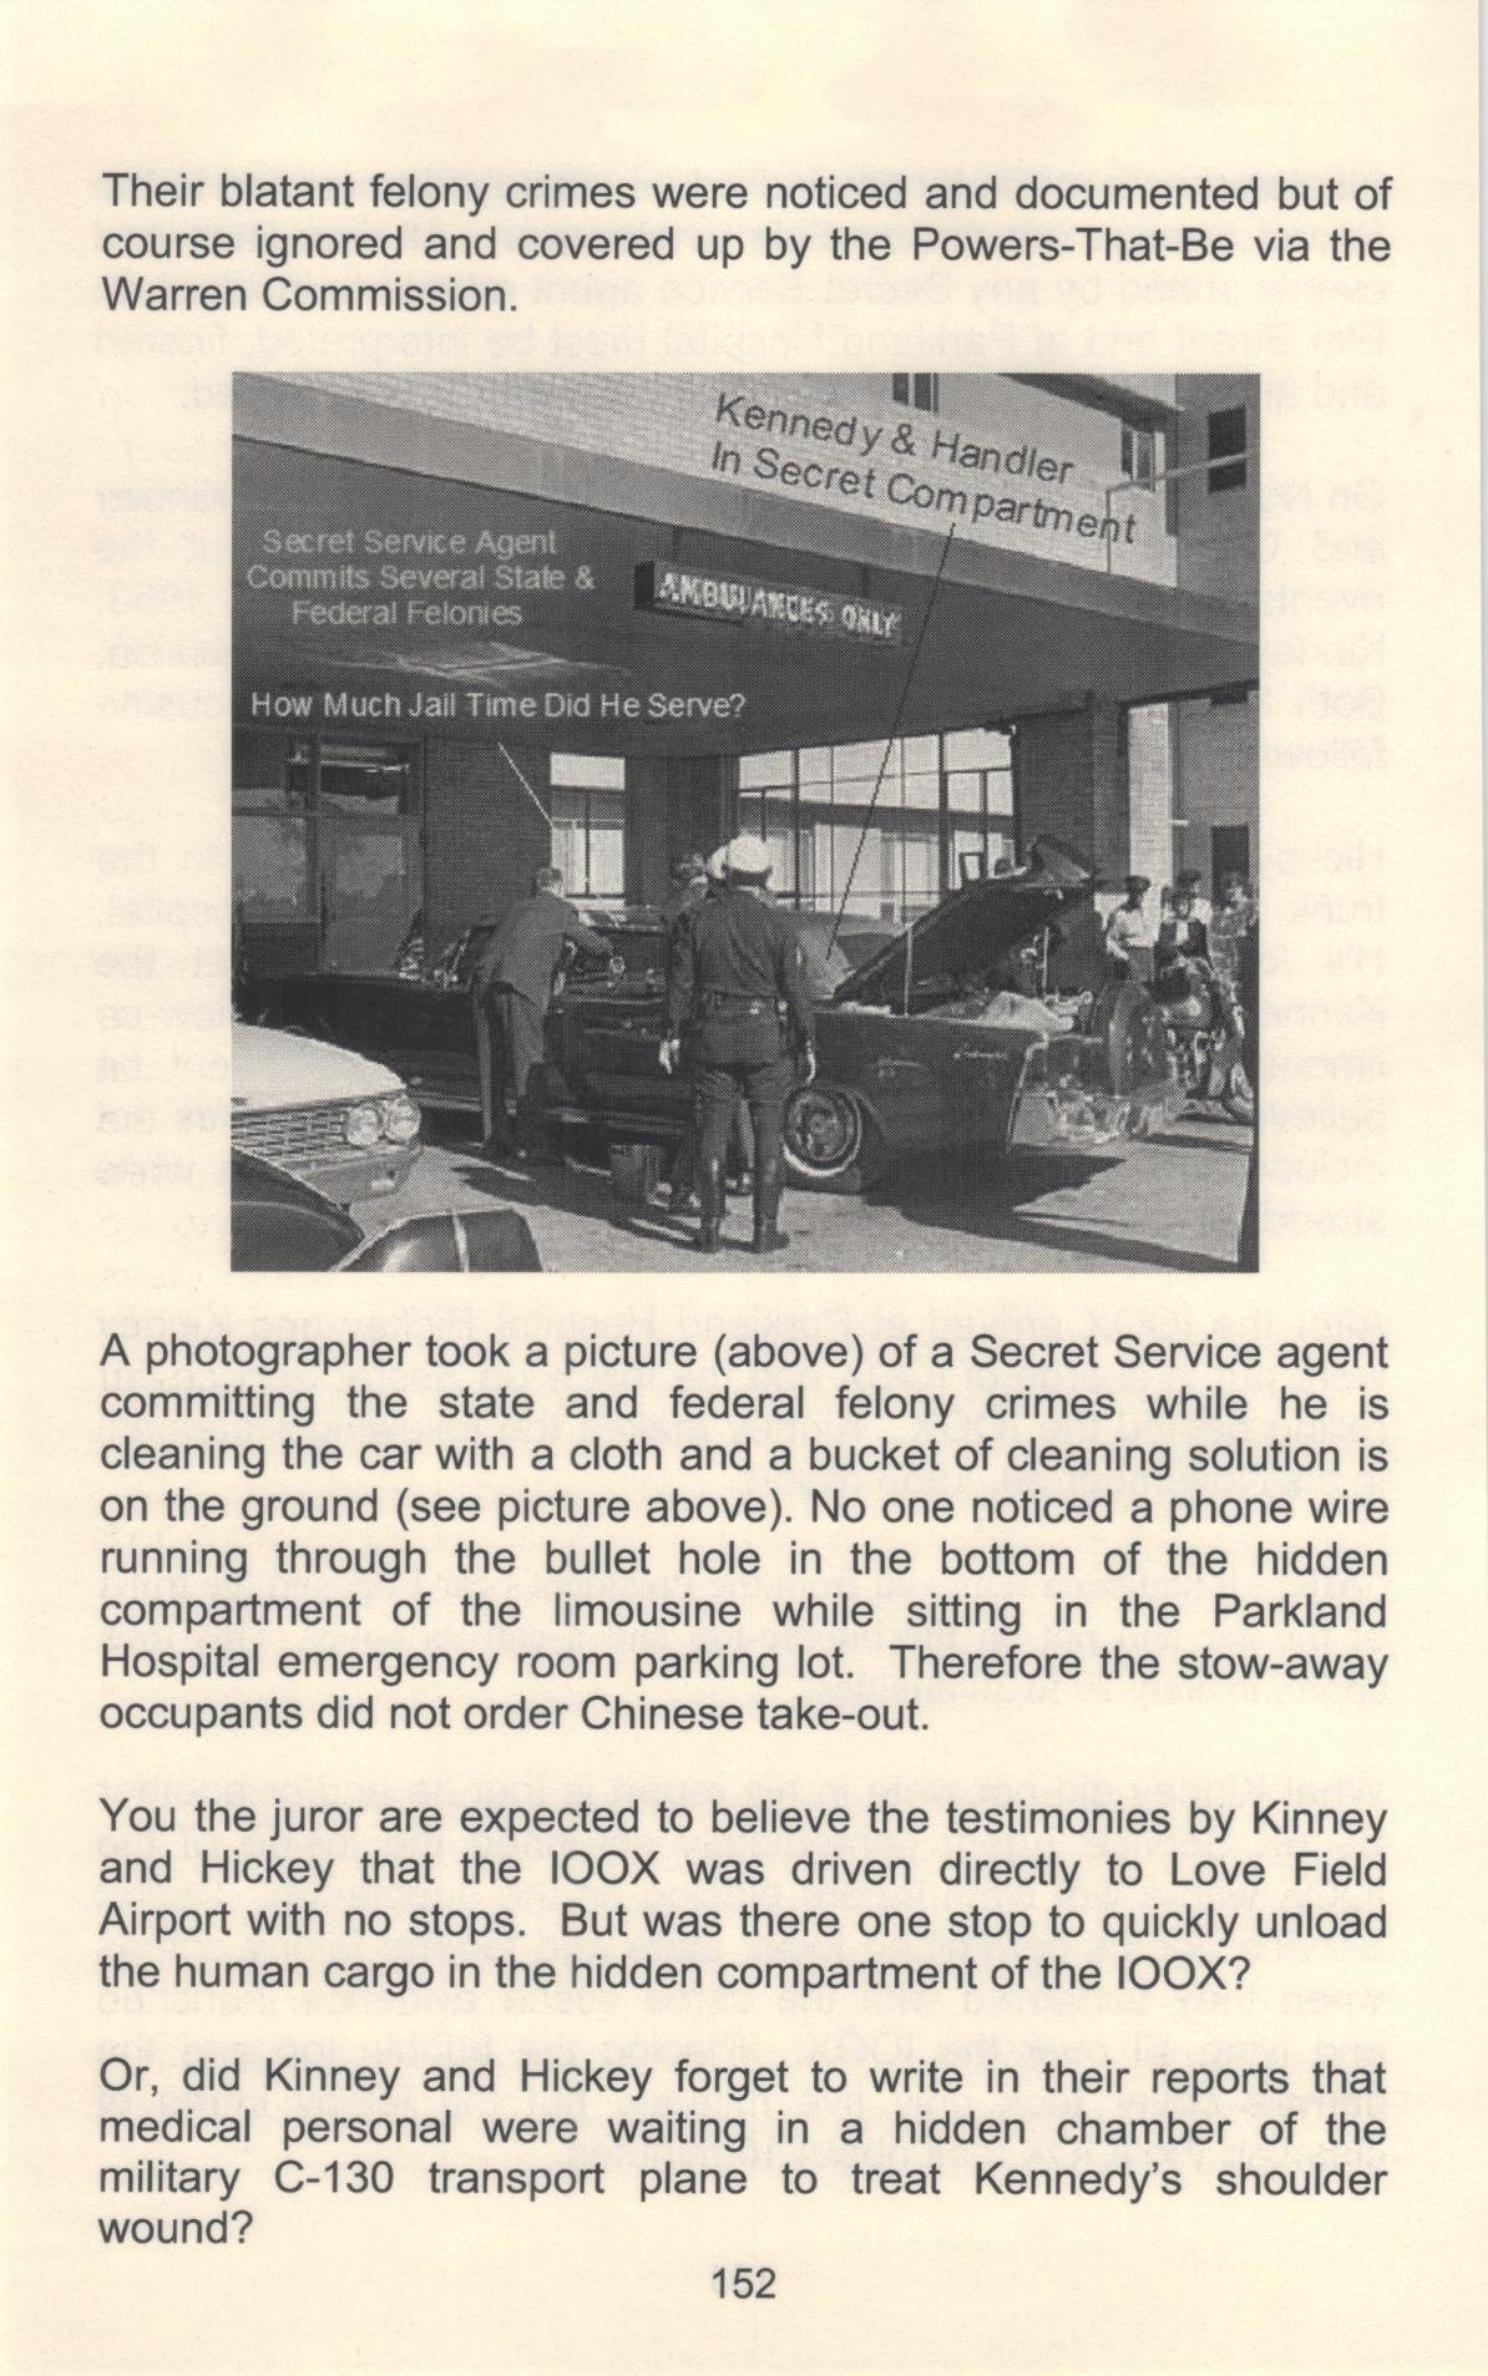 Their blatant felony crimes were noticed and documented but of
course ignored and covered up by the Powers-That-Be via the
Warren Commission.
Kennedy & Handler
In Secret Compartment
Secret Service Agent
Commits Several State &
Federal Felonies
AMBULANCES ONLY
How Much Jail Time Did He Serve?
A photographer took a picture (above) of a Secret Service agent
committing the state and federal felony crimes while he is
cleaning the car with a cloth and a bucket of cleaning solution is
on the ground (see picture above). No one noticed a phone wire
running through the bullet hole in the bottom of the hidden
compartment of the limousine while sitting in the Parkland
Hospital emergency room parking lot. Therefore the stow-away
occupants did not order Chinese take-out.
You the juror are expected to believe the testimonies by Kinney
and Hickey that the IOOX was driven directly to Love Field
Airport with no stops. But was there one stop to quickly unload
the human cargo in the hidden compartment of the IOOX?
Or, did Kinney and Hickey forget to write in their reports that
medical personal were waiting in a hidden chamber of the
military C-130 transport plane to treat Kennedy's shoulder
wound?
152